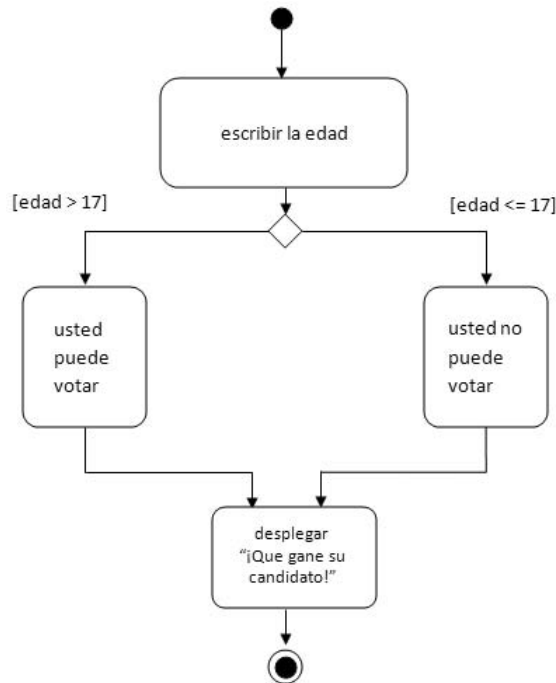 escribir la edad
[edad > 17]
[edad <= 17]
usted
puede
votar
usted no
puede
votar
desplegar
“¡Que gane su
candidato!”